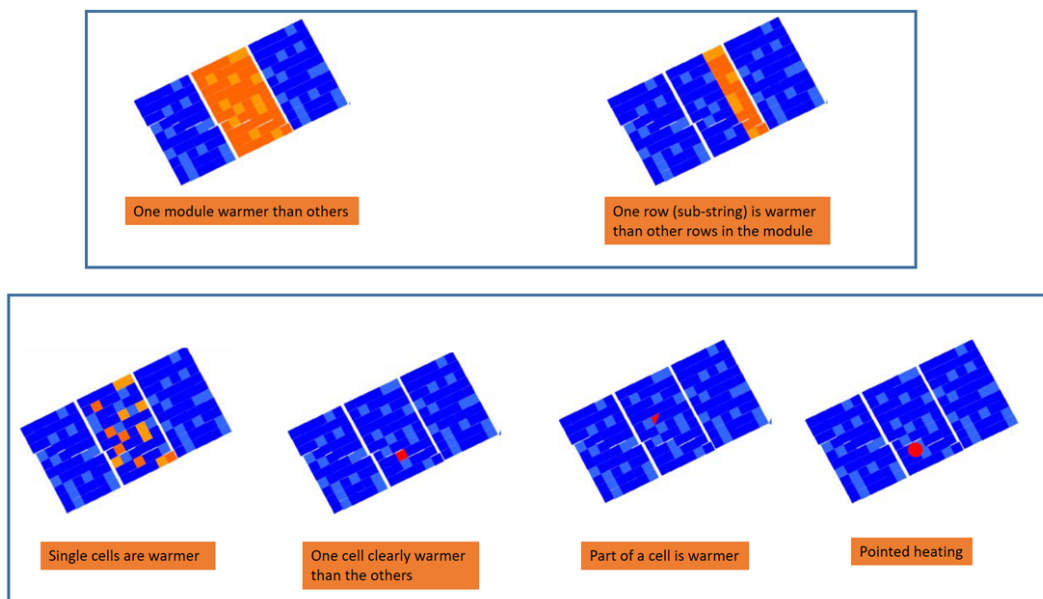 One module warmer than others
One row (sub-string) is warmer
than other rows in the module
Single cells are warmer
One cell clearly warmer
than the others
Part of a cell is warmer
Pointed heating